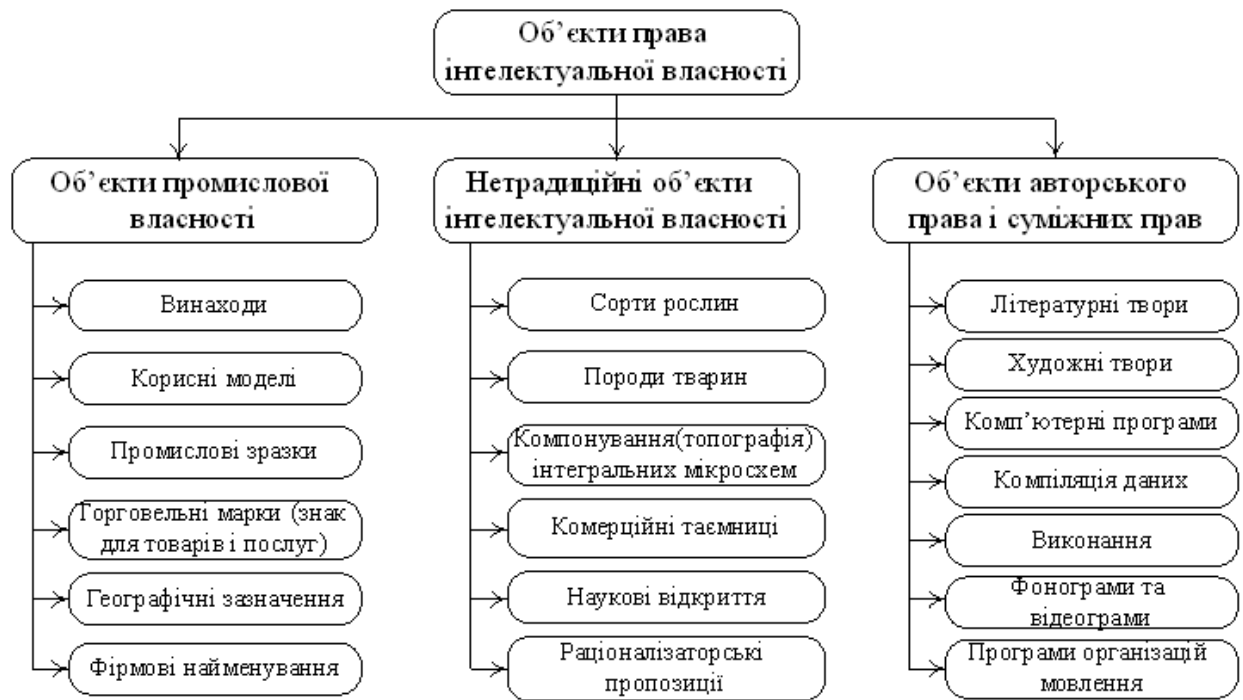 Об’єкти права
інтелектуальної власності
Об’єкти промислової
власності
Винаходи
Корисні моделі
Промислові зразки
Торговельні марки (знак
для товарів і послуг)
Географічні зазначення
Фірмові найменування
Нетрадиційні об’єкти
інтелектуальної власності
Сорти рослин
Породи тварин
Компонування(топографія)
інтегральних мікросхем
Комерційні таємниці
Наукові відкриття
Раціоналізаторські
пропозиції
Об’єкти авторського
права і суміжних прав
Літературні твори
Художні твори
Комп’ютерні програми
Компіляція даних
Виконання
Фонограми та
відеограми
Програми організацій
мовлення